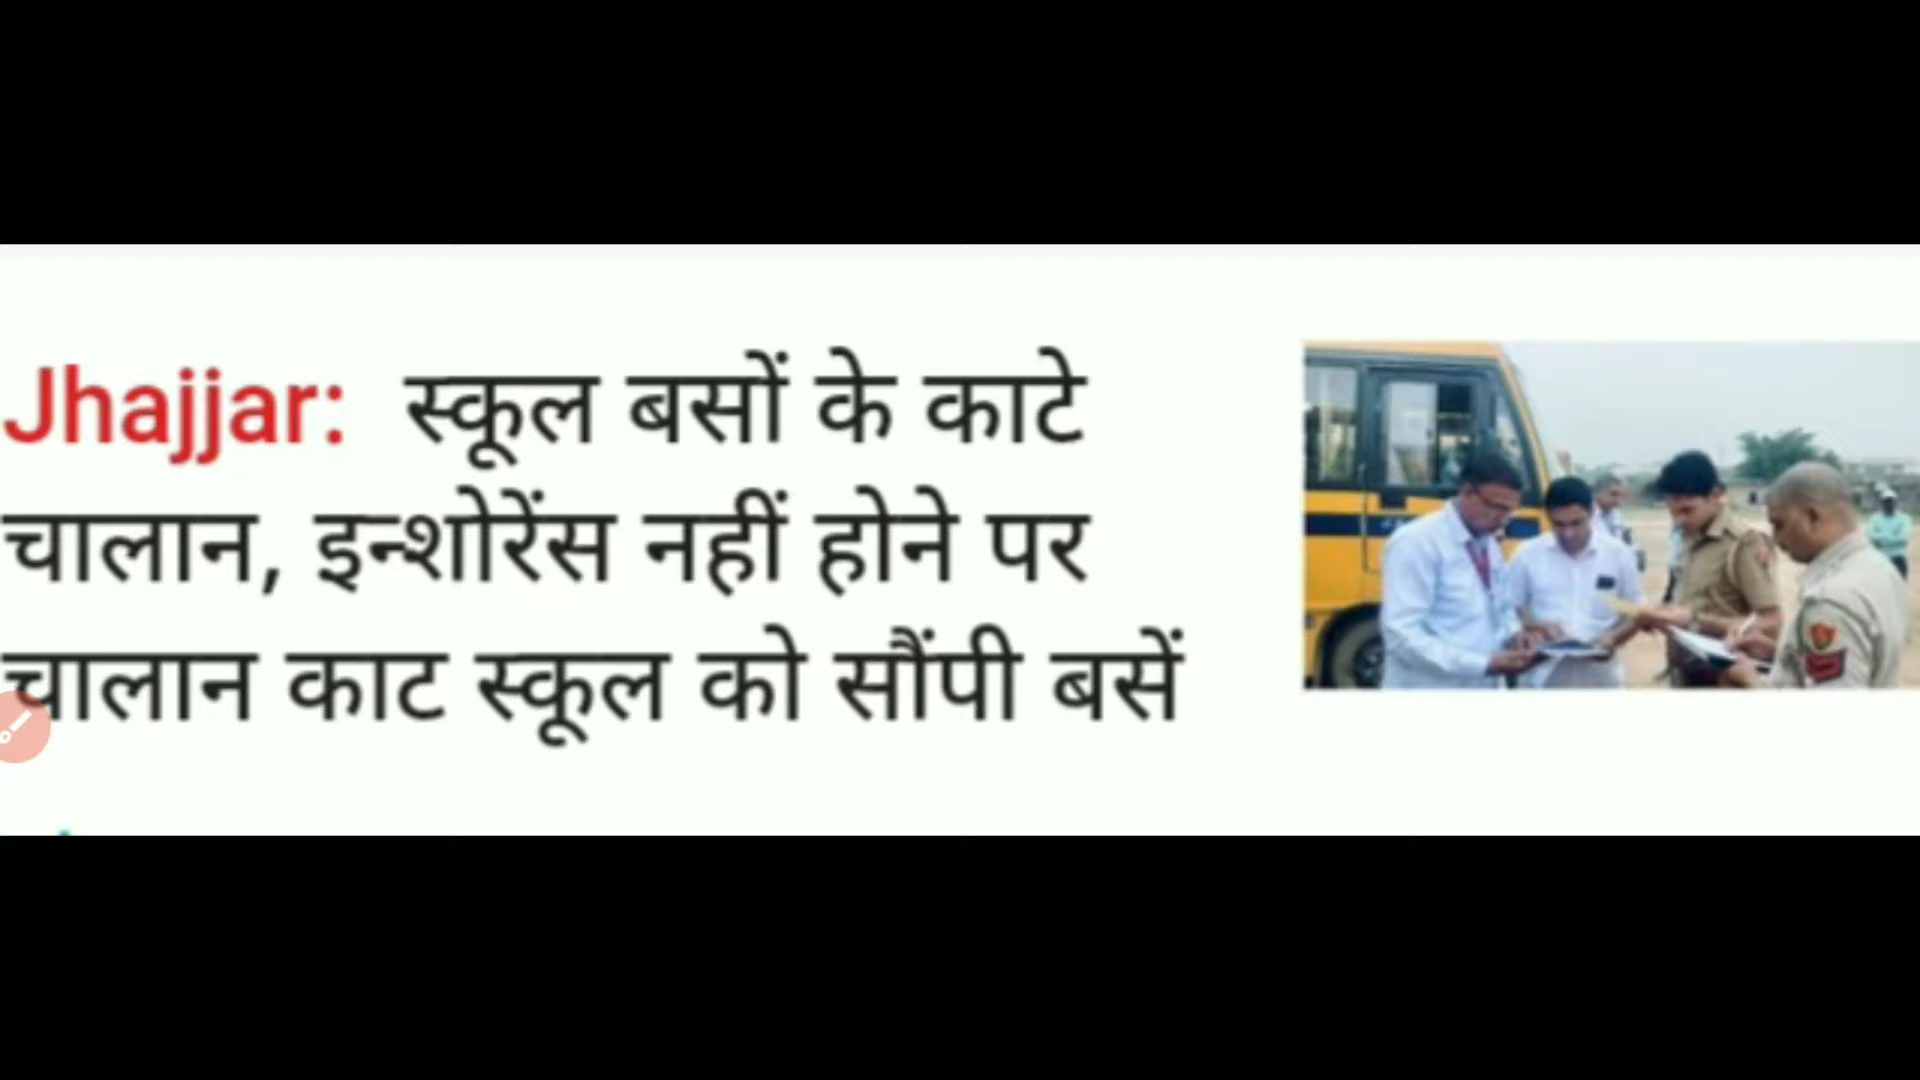 Jhajjar: स्कूल बसों के काटे
चालान, इन्शोरेंस नहीं होने पर
चालान काट स्कूल को सौंपी बसें